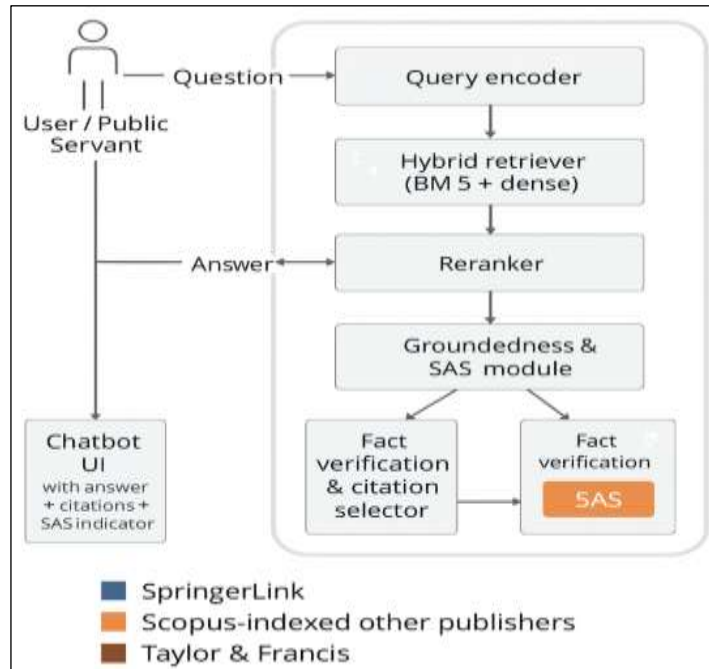 Question
Query encoder
User / Public
Servant
Hybrid retriever
(BM 5 + dense)
Answer
Reranker
Groundedness &
SAS module
Chatbot
UI
with answer
+ citations +
SAS indicator
Fact
verification
& citation
selector
Fact
verification
5AS
SpringerLink
Scopus-indexed other publishers
Taylor & Francis